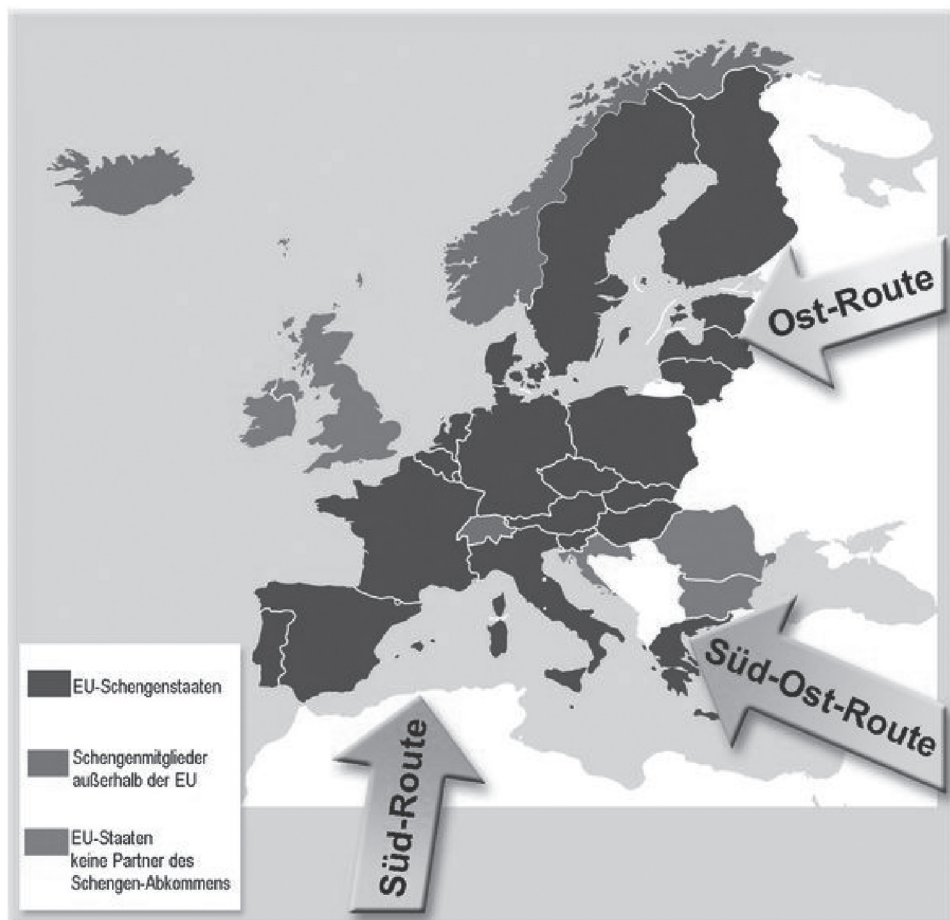 Ost-Route
Süd-Ost-Route
Süd-Route
EU-Schengenstaaten
Schengenmitglieder
außerhalb der EU
EU-Staaten
keine Partner des
Schengen-Abkommens